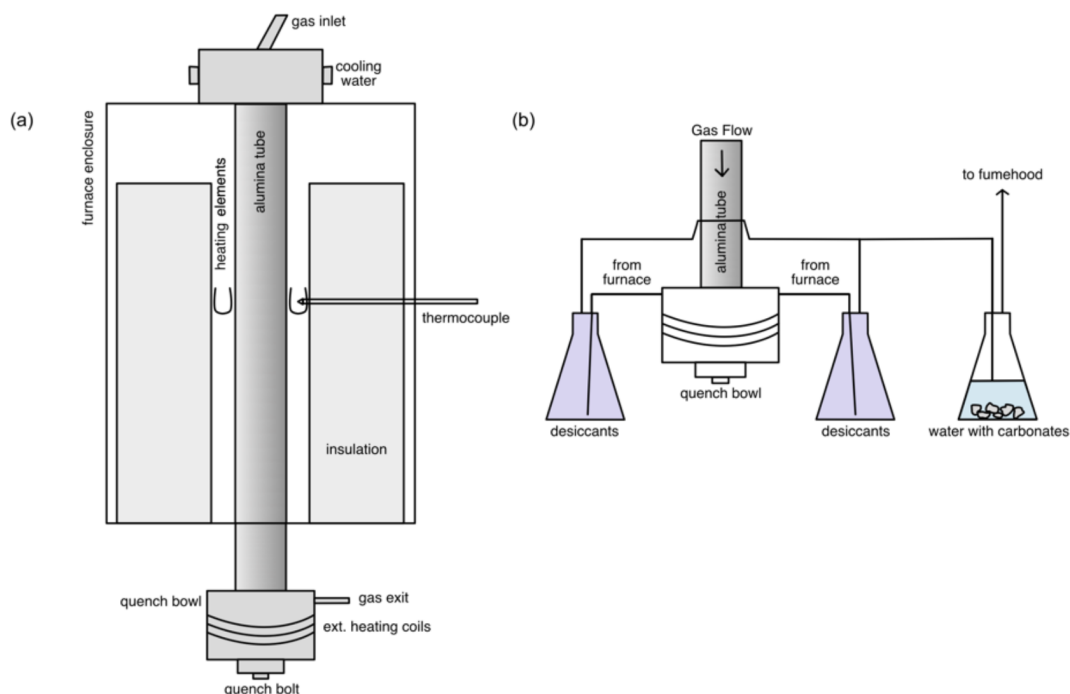 (a)
gas inlet
cooling
water
furnace enclosure
heating elements
alumina tube
thermocouple
insulation
quench bowl
gas exit
ext. heating coils
quench bolt
(b)
Gas Flow
alumina tube
to fumehood
from
furnace
from
furnace
quench bowl
desiccants
desiccants
water with carbonates